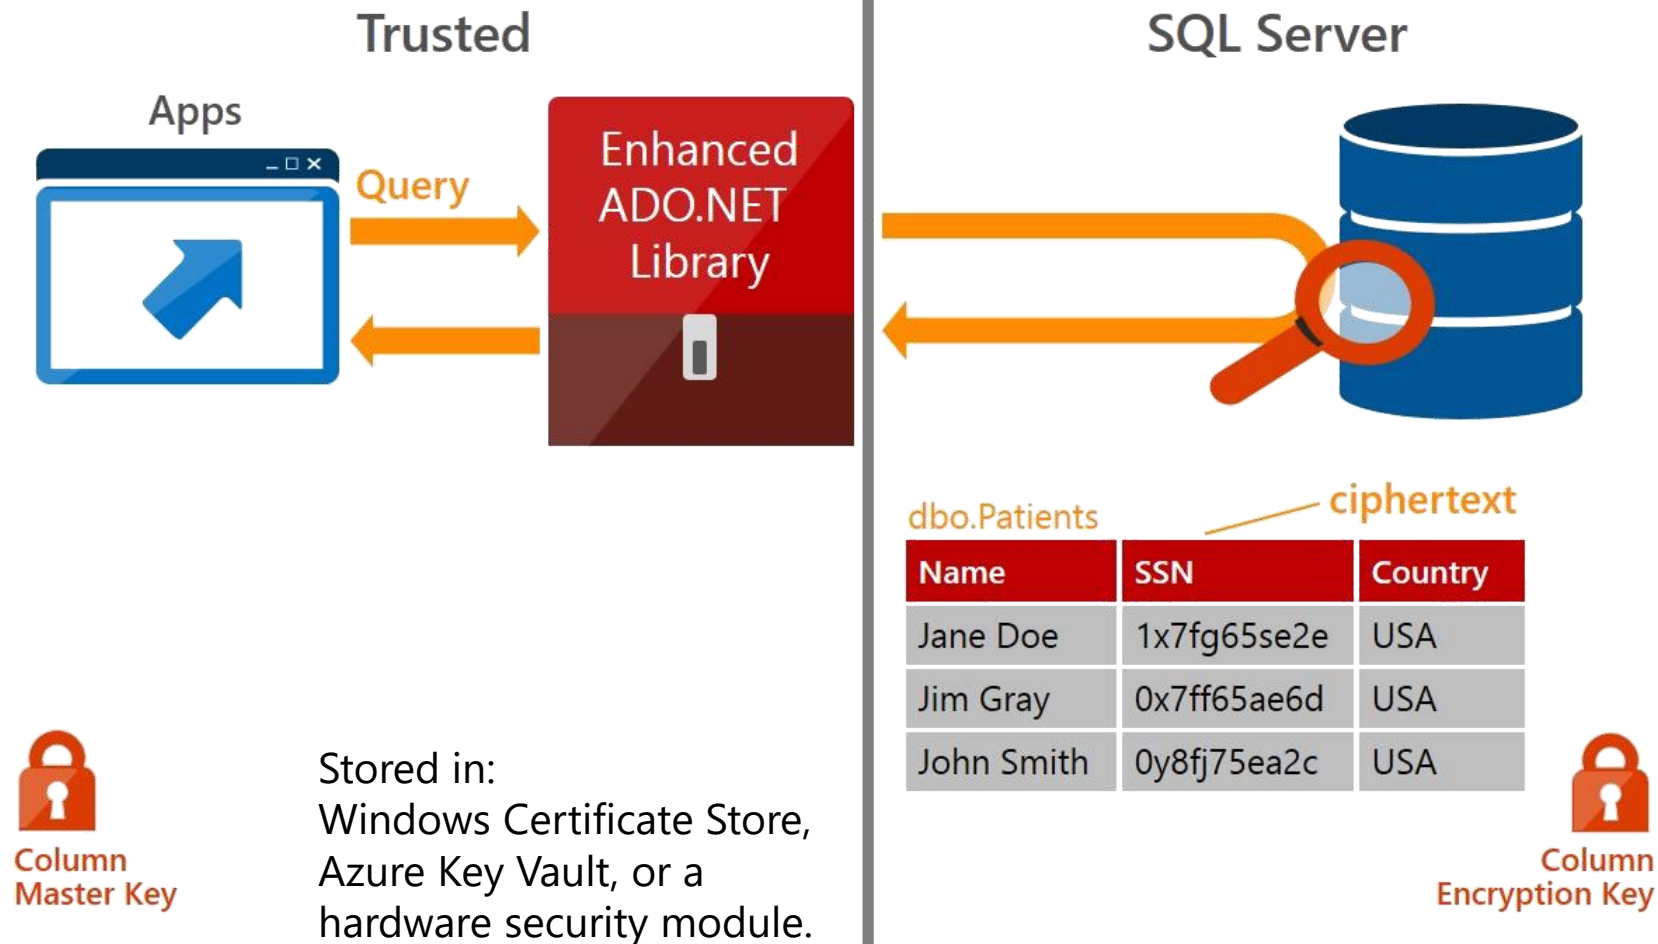 Trusted
Apps
Query
Enhanced
ADO.NET
Library
Column
Master Key
Stored in:
Windows Certificate Store,
Azure Key Vault, or a
hardware security module.
SQL Server
dbo.Patients
ciphertext
Name SSN Country
Jane Doe 1x7fg65se2e USA
Jim Gray 0x7ff65ae6d USA
John Smith 0y8fj75ea2c USA
Column
Encryption Key